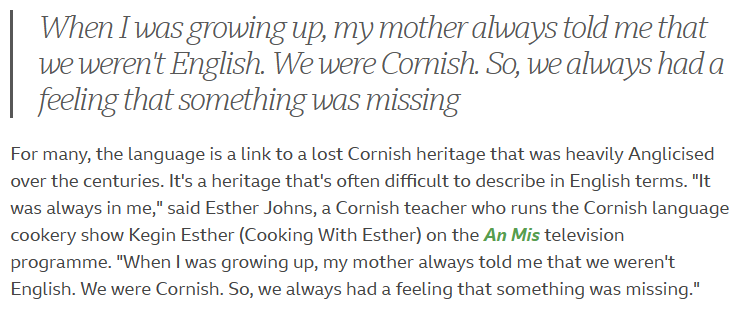 When I was growing up, my mother always told me that
we weren't English. We were Cornish. So, we always had a
feeling that something was missing
For many, the language is a link to a lost Cornish heritage that was heavily Anglicised
over the centuries. It's a heritage that's often difficult to describe in English terms. "It
was always in me," said Esther Johns, a Cornish teacher who runs the Cornish language
cookery show Kegin Esther (Cooking With Esther) on the An Mis television
programme. "When I was growing up, my mother always told me that we weren't
English. We were Cornish. So, we always had a feeling that something was missing."